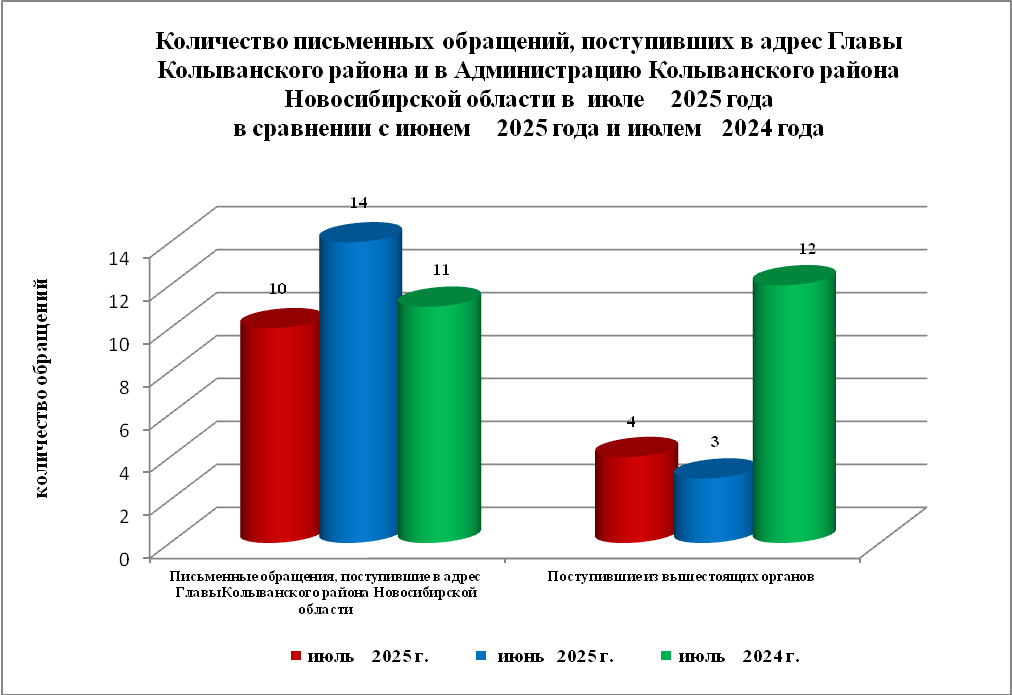 Количество письменных обращений, поступивших в адрес Главы
Колыванского района и в Администрацию Колыванского района
Новосибирской области в июле 2025 года
в сравнении с июнем 2025 года и июлем 2024 года
количество обращений
14
12
10
8
6
4
2
0
10
14
11
4
3
12
Письменные обращения, поступившие в адрес
ГлавыКолыванского района Новосибирской
области
Поступившие из вышестоящих органов
июль 2025 г.
июнь 2025 г.
июль 2024 г.